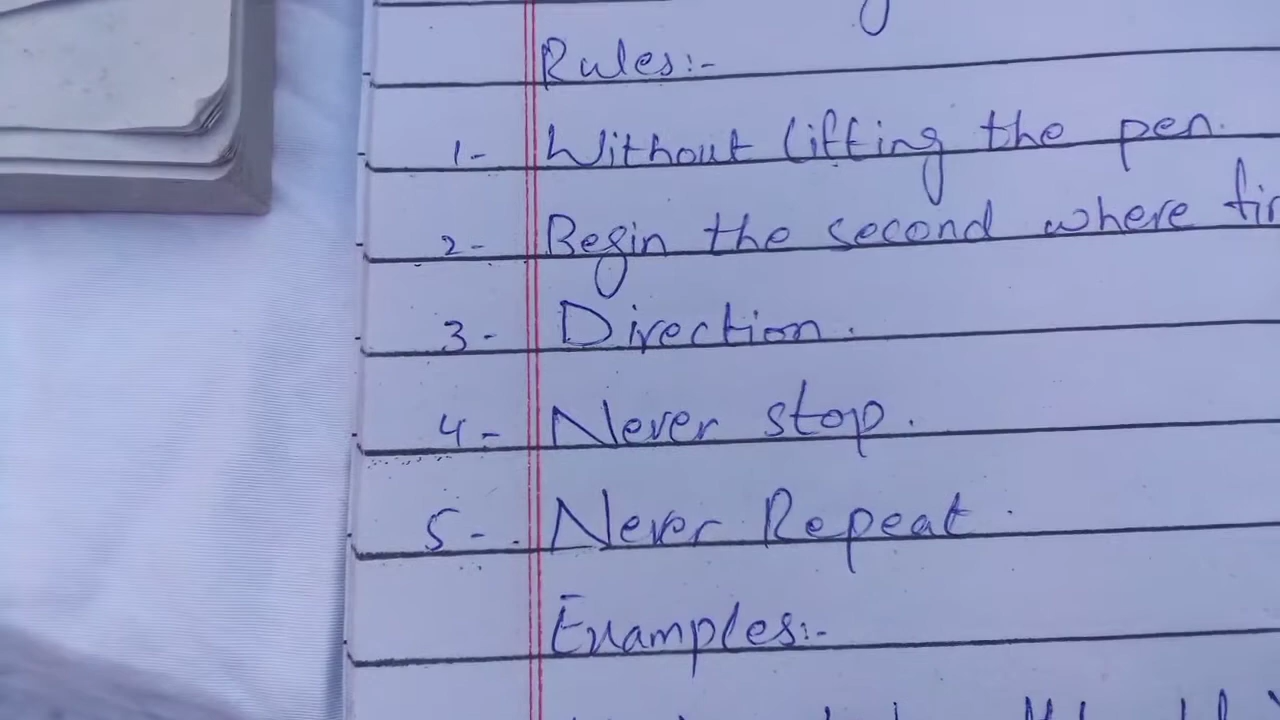 Rules:-
1- Without lifting the pen.
2- Begin the second where
3- Direction.
4- Never stop.
5- Never Repeat.
Examples:-